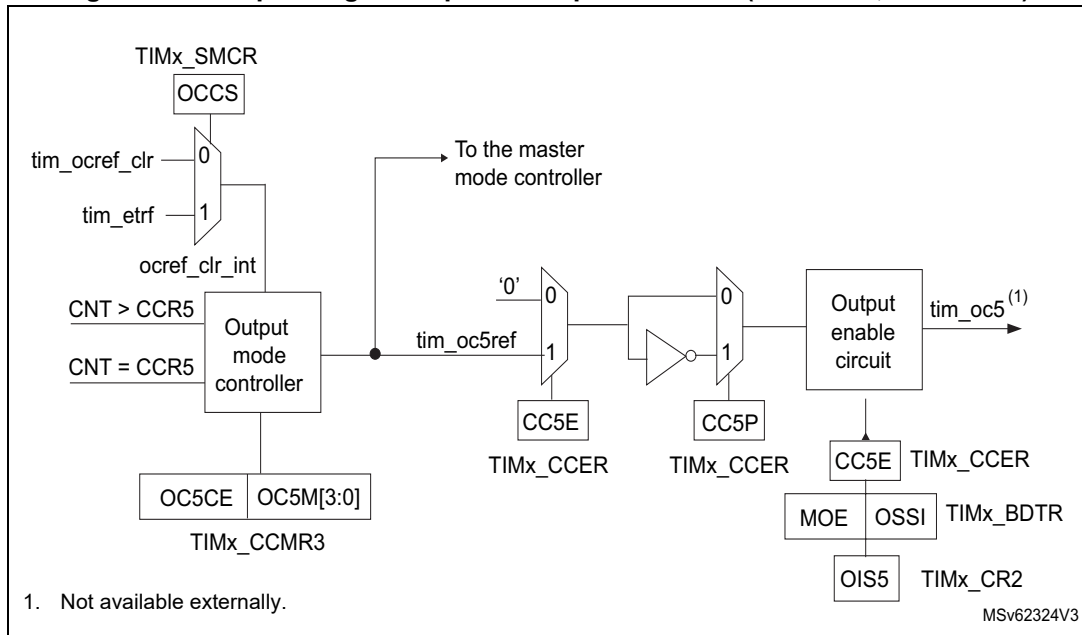 TIMx_SMCR
OCCS
tim_ocref_clr
0
tim_etrf
1
ocref_clr_int
To the master
mode controller
CNT > CCR5
CNT = CCR5
Output
mode
controller
tim_oc5ref
'0'
0
1
0
1
Output
enable
circuit
tim_oc5 (1)
CC5E
TIMx_CCER
CC5P
TIMx_CCER
CC5E TIMx_CCER
MOE OSSI TIMx_BDTR
OIS5 TIMx_CR2
OC5CE OC5M[3:0]
TIMx_CCMR3
1. Not available externally.
MSv62324V3